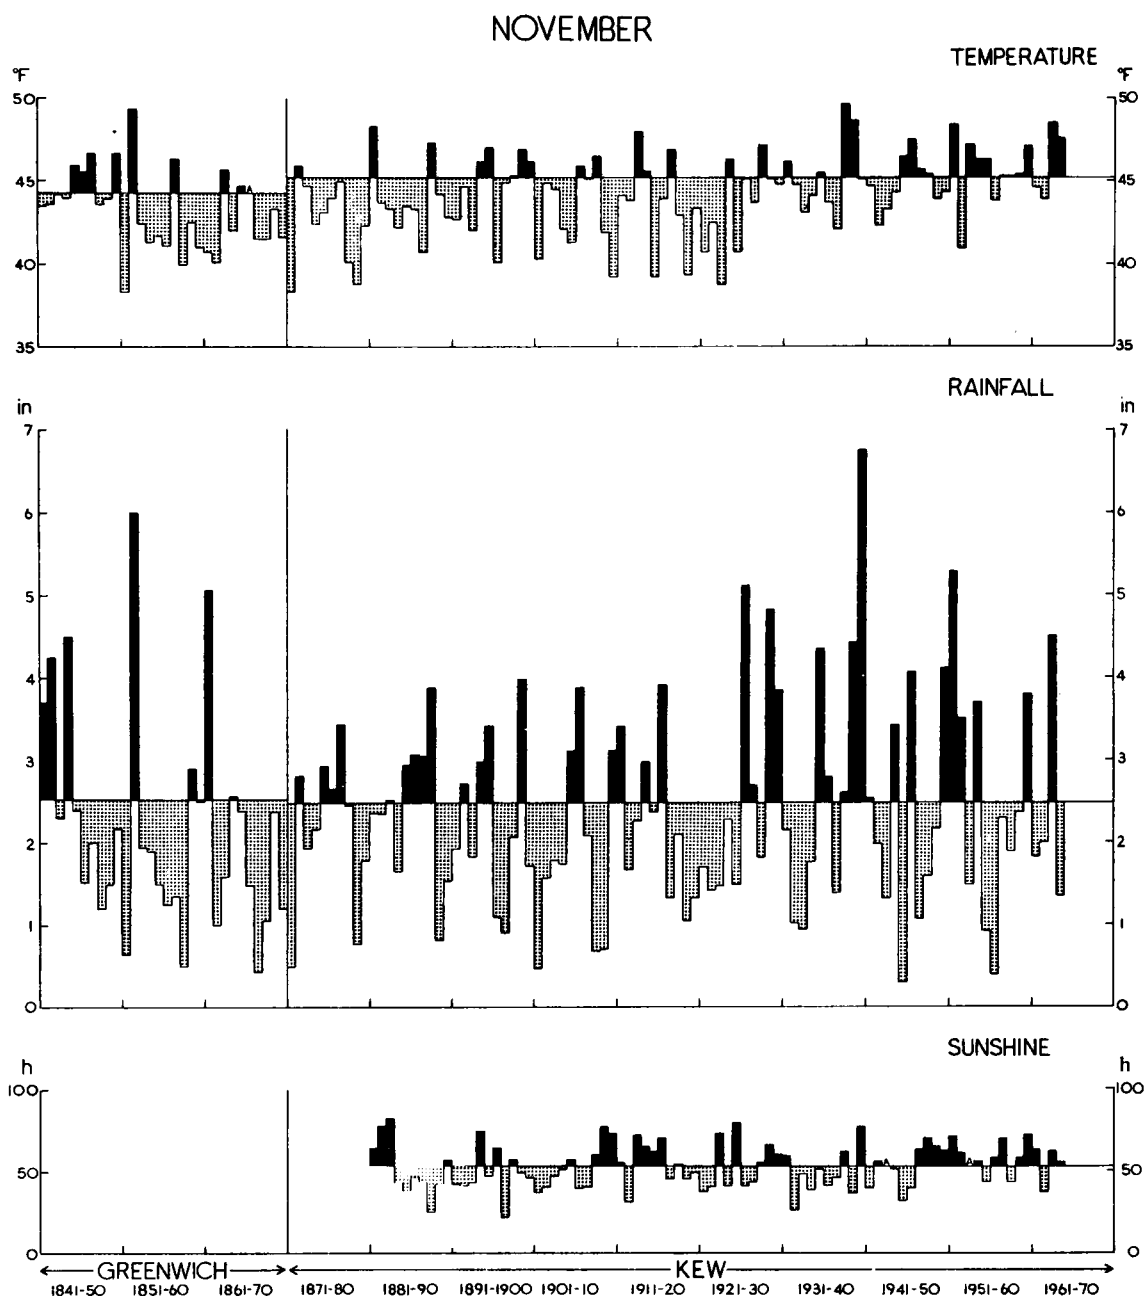 NOVEMBER
TEMPERATURE
°F °F
50 50
45 45
40 40
35 35
A
RAINFALL
in in
7 7
6 6
5 5
4 4
3 3
2 2
1 1
0 0
SUNSHINE
h h
100 100
50 50
A A
0 0
GREENWICH KEW
1841-50 1851-60 1861-70 1871-80 1881-90 1891-1900 1901-10 1911-20 1921-30 1931-40 1941-50 1951-60 1961-70